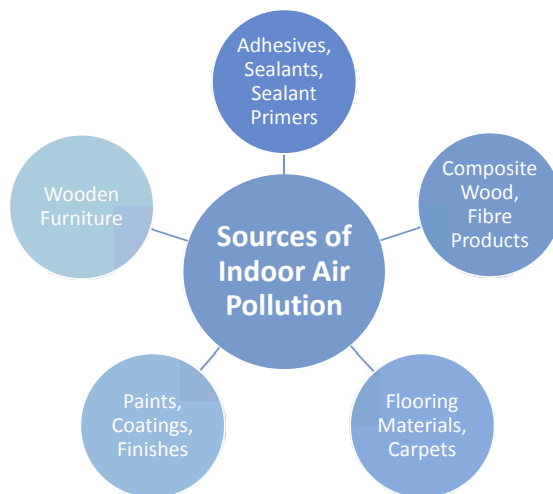 Adhesives,
Sealants,
Sealant
Primers
Composite
Wood,
Fibre
Products
Wooden
Furniture
Sources of
Indoor Air
Pollution
Paints,
Coatings,
Finishes
Flooring
Materials,
Carpets